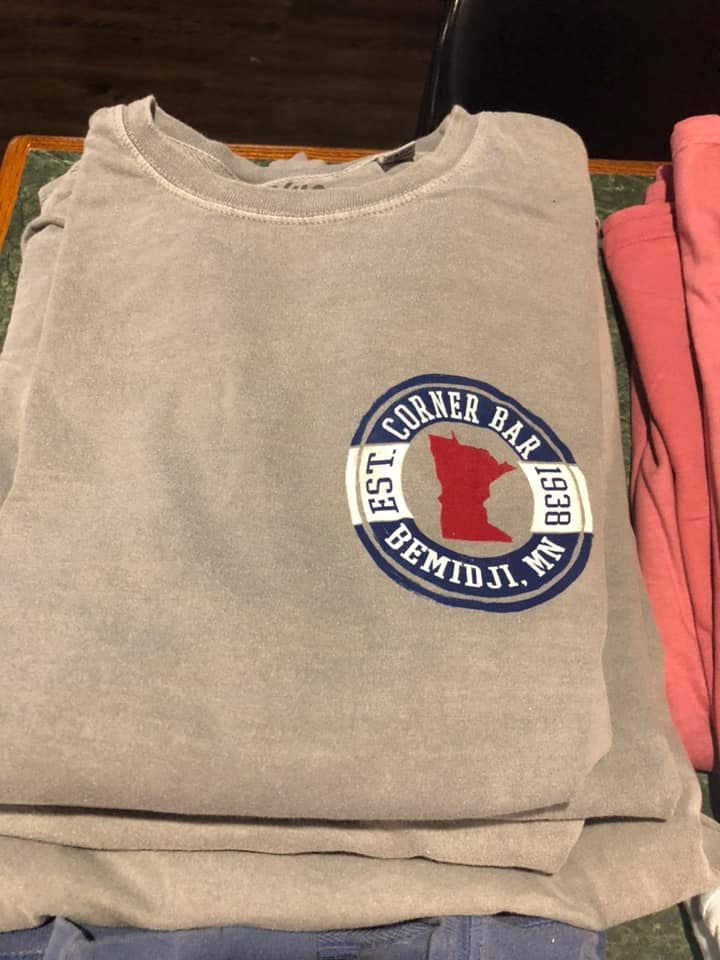 CORNER BAR
EST. 1938
BEMIDJI, MN